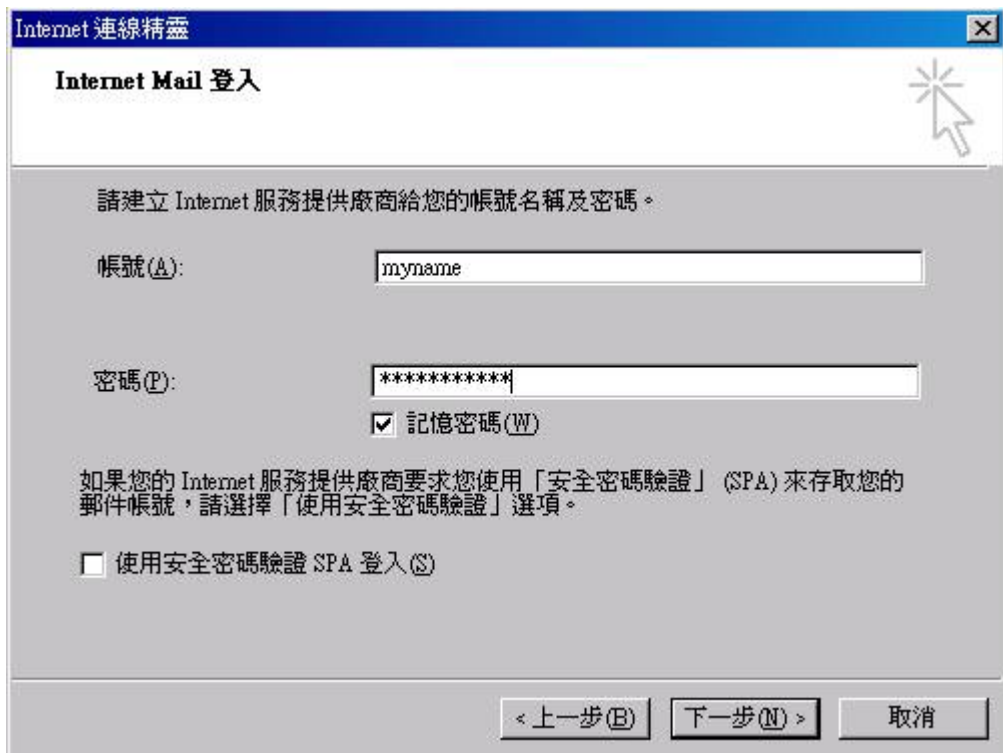 Internet 連線精靈
Internet Mail 登入
請建立 Internet 服務提供廠商給您的帳號名稱及密碼。
帳號(A):
myname
密碼(P):
***********
記憶密碼(W)
如果您的 Internet 服務提供廠商要求您使用「安全密碼驗證」 (SPA) 來存取您的
郵件帳號，請選擇「使用安全密碼驗證」選項。
使用安全密碼驗證 SPA 登入(S)
< 上一步(B)
下一步(N) >
取消